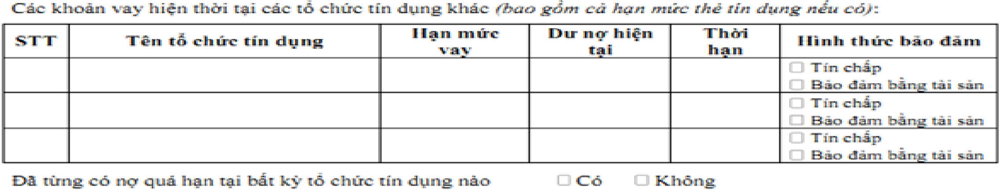 Các khoản vay hiện thời tại các tổ chức tín dụng khác (bao gồm cả hạn mức thẻ tín dụng nếu có):
STT Tên tổ chức tín dụng Hạn mức vay Dư nợ hiện tại Thời hạn Hình thức bảo đảm
☐ Tín chấp
☐ Bảo đảm bằng tài sản
☐ Tín chấp
☐ Bảo đảm bằng tài sản
☐ Tín chấp
☐ Bảo đảm bằng tài sản
Đã từng có nợ quá hạn tại bất kỳ tổ chức tín dụng nào ☐ Có ☐ Không